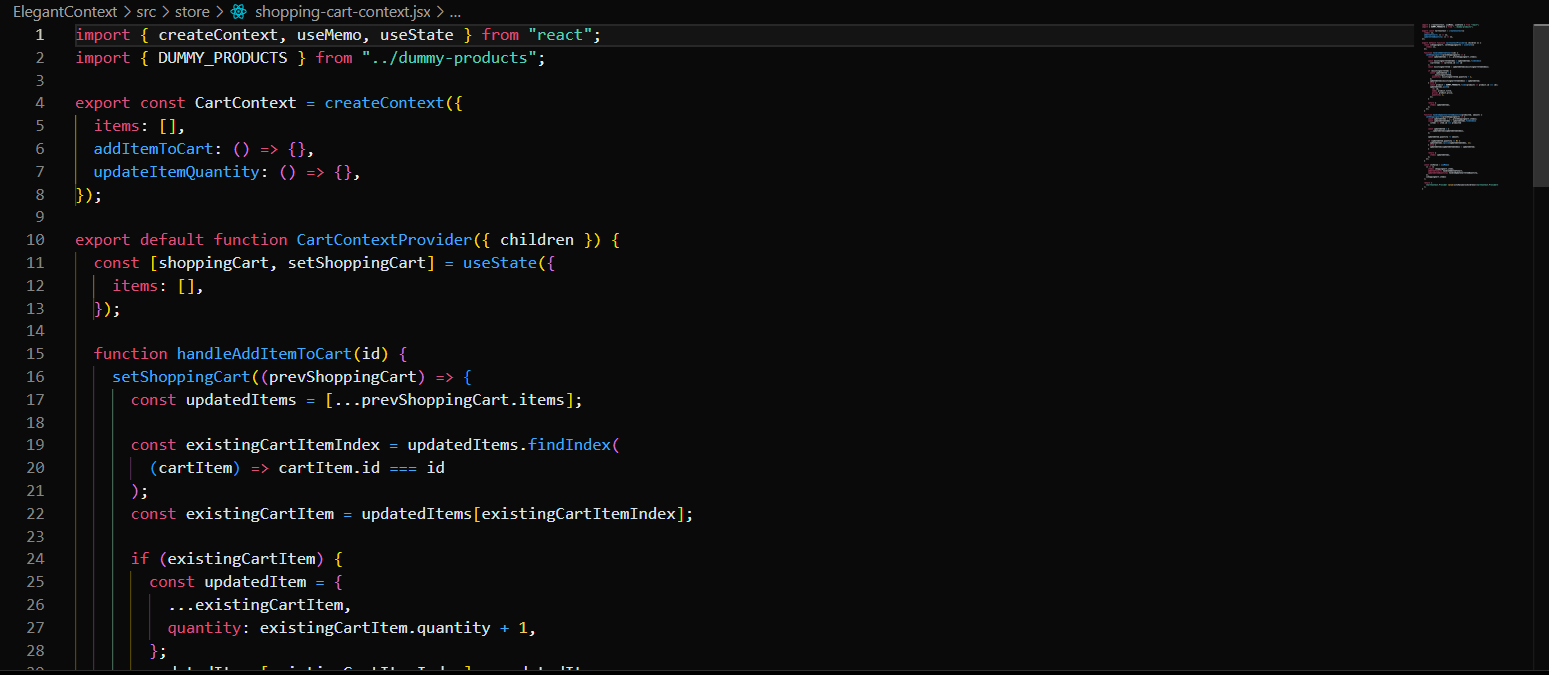 ElegantContext > src > store > shopping-cart-context.jsx > ...
1 import { createContext, useMemo, useState } from "react";
2 import { DUMMY_PRODUCTS } from "../dummy-products";
3
4 export const CartContext = createContext({
5   items: [],
6   addItemToCart: () => {},
7   updateItemQuantity: () => {},
8 });
9
10 export default function CartContextProvider({ children }) {
11   const [shoppingCart, setShoppingCart] = useState({
12     items: [],
13   });
14
15   function handleAddItemToCart(id) {
16     setShoppingCart((prevShoppingCart) => {
17       const updatedItems = [...prevShoppingCart.items];
18
19       const existingCartItemIndex = updatedItems.findIndex(
20         (cartItem) => cartItem.id === id
21       );
22       const existingCartItem = updatedItems[existingCartItemIndex];
23
24       if (existingCartItem) {
25         const updatedItem = {
26           ...existingCartItem,
27           quantity: existingCartItem.quantity + 1,
28         };